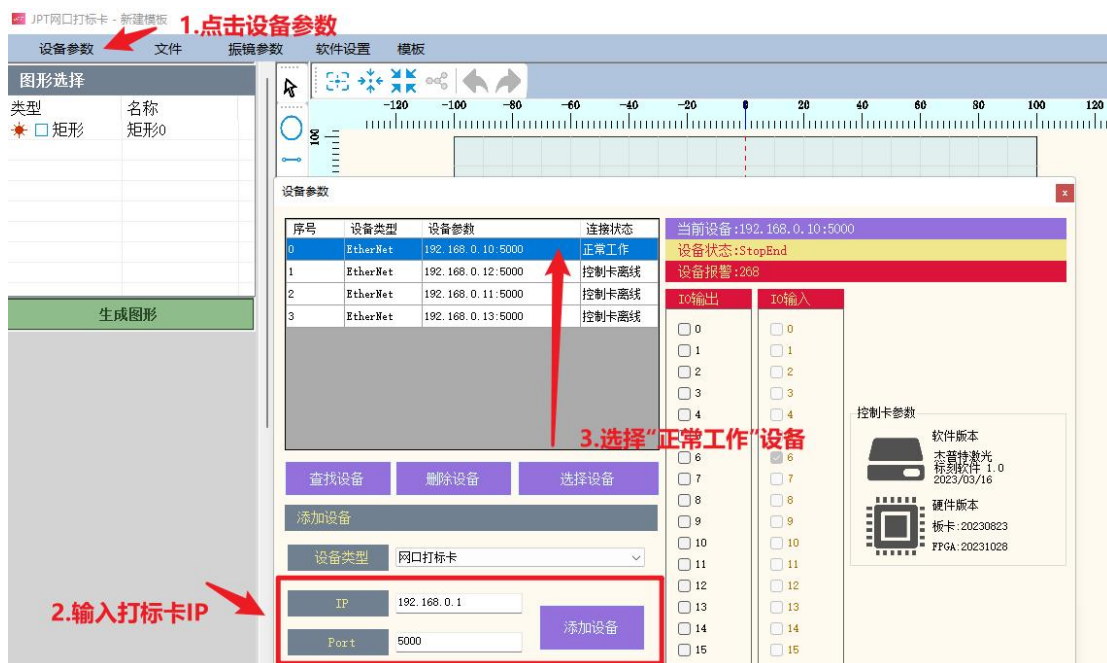 JPT网口打标卡 - 新建模板
1.点击设备参数
设备参数 文件 振镜参数 软件设置 模板
图形选择
类型 名称
矩形 矩形0
生成图形
-120 -100 -80 -60 -40 -20 0 20 40 60 80 100 120
100
设备参数
x
序号 设备类型 设备参数 连接状态
0 EtherNet 192.168.0.10:5000 正常工作
1 EtherNet 192.168.0.12:5000 控制卡离线
2 EtherNet 192.168.0.11:5000 控制卡离线
3 EtherNet 192.168.0.13:5000 控制卡离线
3.选择“正常工作”设备
查找设备 删除设备 选择设备
添加设备
设备类型 网口打标卡
2.输入打标卡IP
IP 192.168.0.1
Port 5000
添加设备
当前设备:192.168.0.10:5000
设备状态:StopEnd
设备报警:268
IO输出 IO输入
0 0
1 1
2 2
3 3
4 4
6 6
7 7
8 8
9 9
10 10
11 11
12 12
13 13
14 14
15 15
控制卡参数
软件版本
杰普特激光
标刻软件 1.0
2023/03/16
硬件版本
板卡:20230823
FPGA:20231028